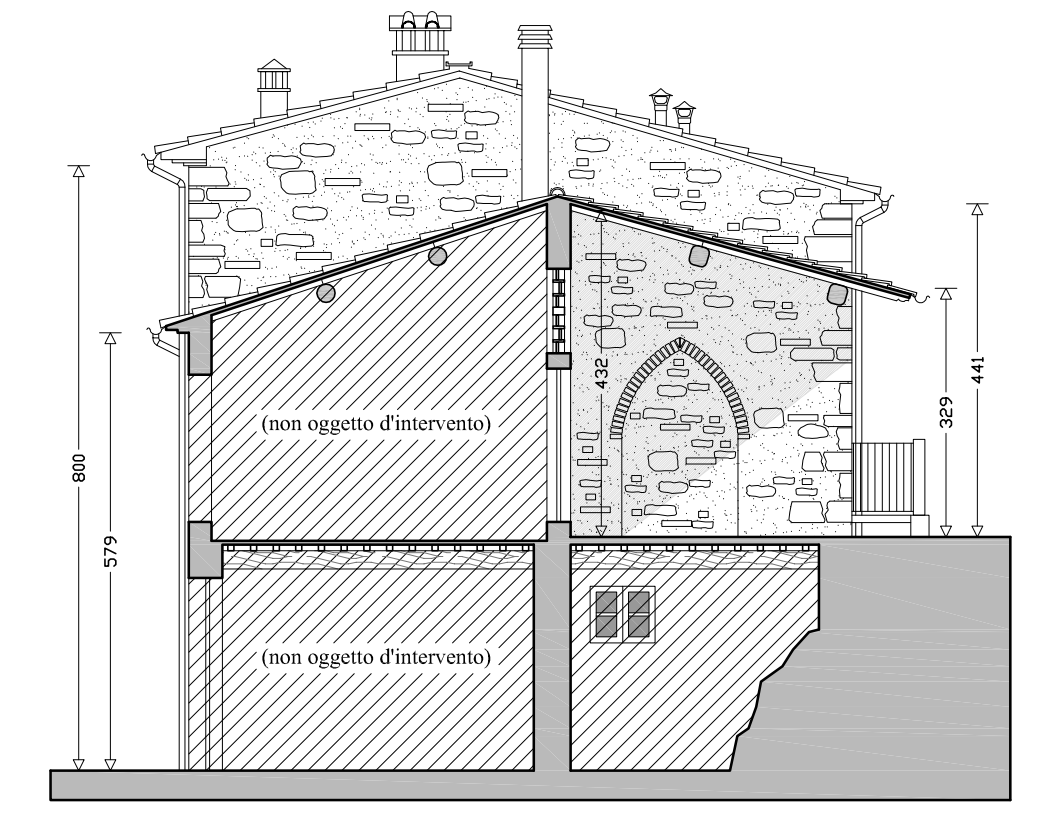 441
432
329
(non oggetto d'intervento)
800
579
(non oggetto d'intervento)